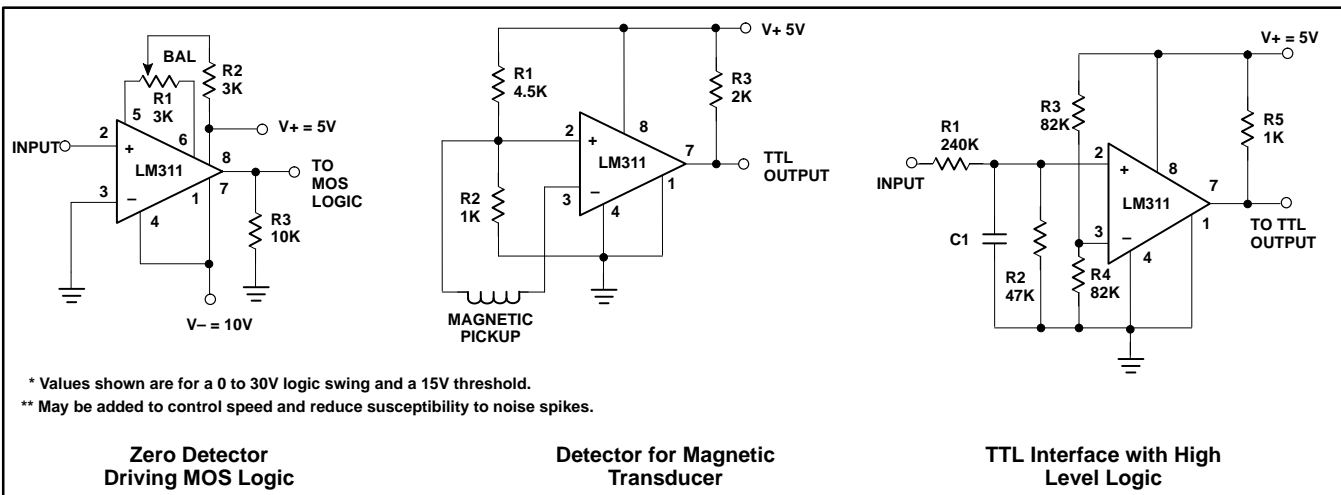 BAL
R2
3K
R1
3K
5
6
V+ = 5V
INPUT
2
+
LM311
8
7
TO
MOS
LOGIC
3
−
1
4
R3
10K
V− = 10V
V+ 5V
R1
4.5K
R3
2K
8
2
+
LM311
7
TTL
OUTPUT
−
3
1
4
R2
1K
MAGNETIC
PICKUP
V+ = 5V
R3
82K
R5
1K
R1
240K
INPUT
2
+
8
LM311
7
TO TTL
OUTPUT
3
−
1
4
C1
R2
47K
R4
82K
* Values shown are for a 0 to 30V logic swing and a 15V threshold.
** May be added to control speed and reduce susceptibility to noise spikes.
Zero Detector
Driving MOS Logic
Detector for Magnetic
Transducer
TTL Interface with High
Level Logic